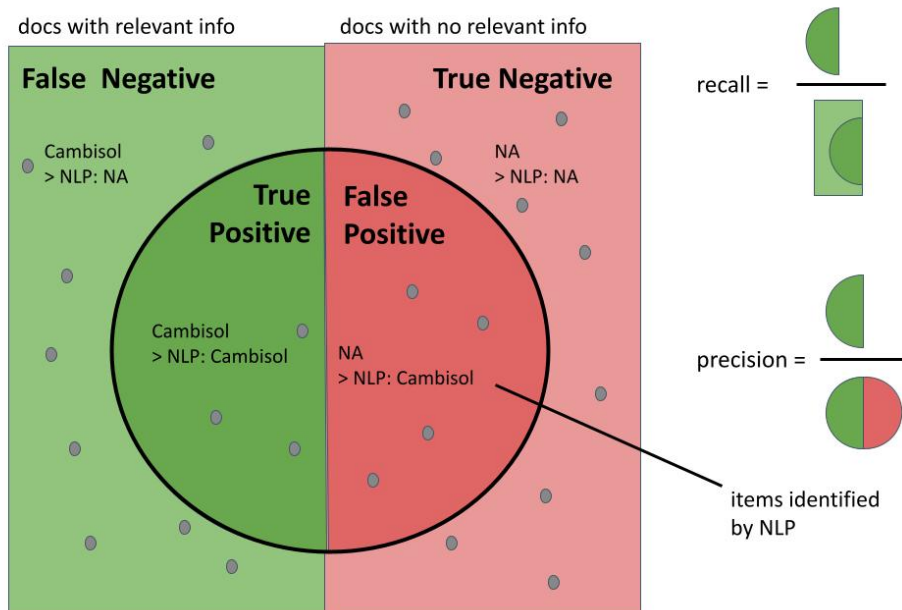 docs with relevant info
docs with no relevant info
False Negative
True Negative
Cambisol
> NLP: NA
NA
> NLP: NA
True
Positive
False
Positive
Cambisol
> NLP: Cambisol
NA
> NLP: Cambisol
recall =
precision =
items identified
by NLP